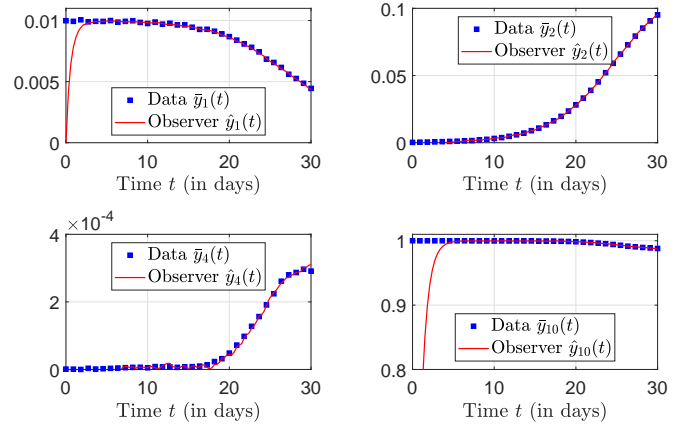 0.01
0.005
0
0 10 20 30
Time t (in days)
Data ȳ₁(t)
Observer ŷ₁(t)
0.1
0.05
0
0 10 20 30
Time t (in days)
Data ȳ₂(t)
Observer ŷ₂(t)
×10⁻⁴
4
2
0
0 10 20 30
Time t (in days)
Data ȳ₄(t)
Observer ŷ₄(t)
1
0.9
0.8
0 10 20 30
Time t (in days)
Data ȳ₁₀(t)
Observer ŷ₁₀(t)